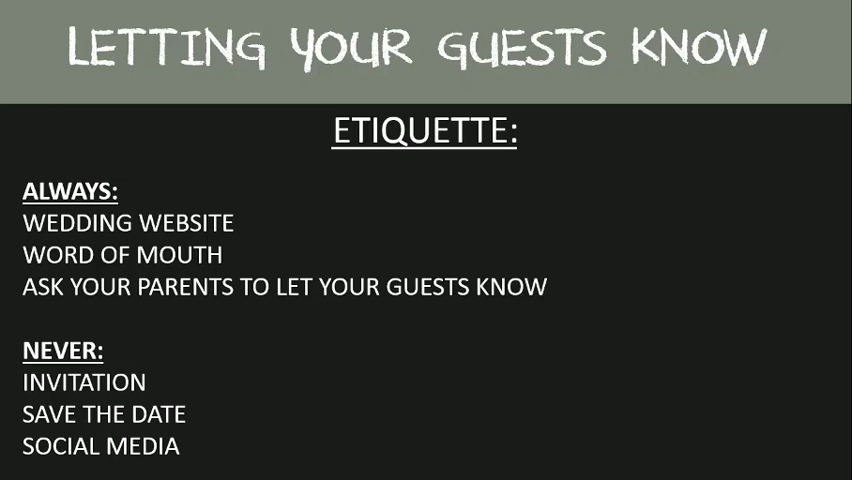 LETTING YOUR GUESTS KNOW
ETIQUETTE:
ALWAYS:
WEDDING WEBSITE
WORD OF MOUTH
ASK YOUR PARENTS TO LET YOUR GUESTS KNOW
NEVER:
INVITATION
SAVE THE DATE
SOCIAL MEDIA